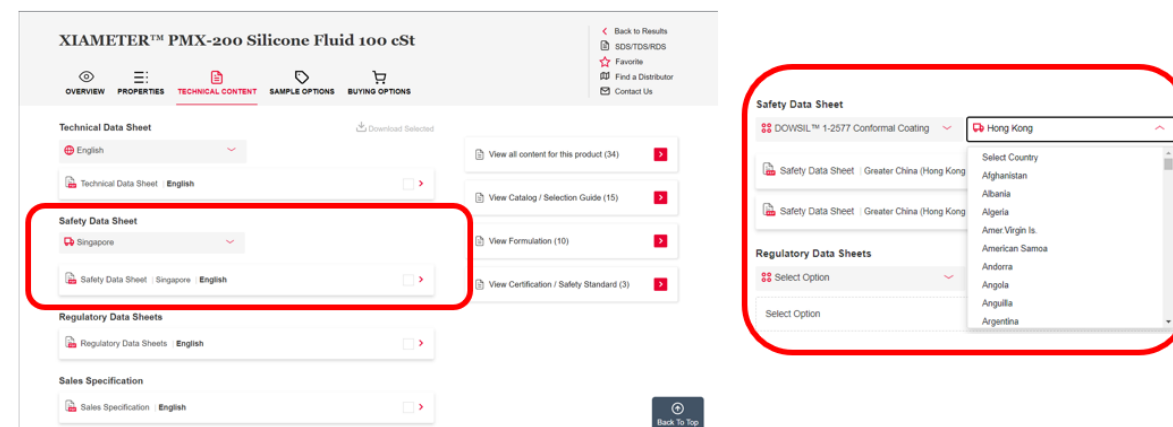 XIAMETER™ PMX-200 Silicone Fluid 100 cSt
Back to Results
SDS/TDS/RDS
Favorite
Find a Distributor
Contact Us
OVERVIEW
PROPERTIES
TECHNICAL CONTENT
SAMPLE OPTIONS
BUYING OPTIONS
Technical Data Sheet
Download Selected
English
Technical Data Sheet | English
Safety Data Sheet
Singapore
Safety Data Sheet | Singapore | English
Regulatory Data Sheets
Regulatory Data Sheets | English
Sales Specification
Sales Specification | English
View all content for this product (34)
View Catalog / Selection Guide (15)
View Formulation (10)
View Certification / Safety Standard (3)
Back To Top
Safety Data Sheet
DOWSIL™ 1-2577 Conformal Coating
Hong Kong
Safety Data Sheet | Greater China (Hong Kong
Safety Data Sheet | Greater China (Hong Kong
Regulatory Data Sheets
Select Option
Select Option
Select Country
Afghanistan
Albania
Algeria
Amer.Virgin Is.
American Samoa
Andorra
Angola
Anguilla
Argentina